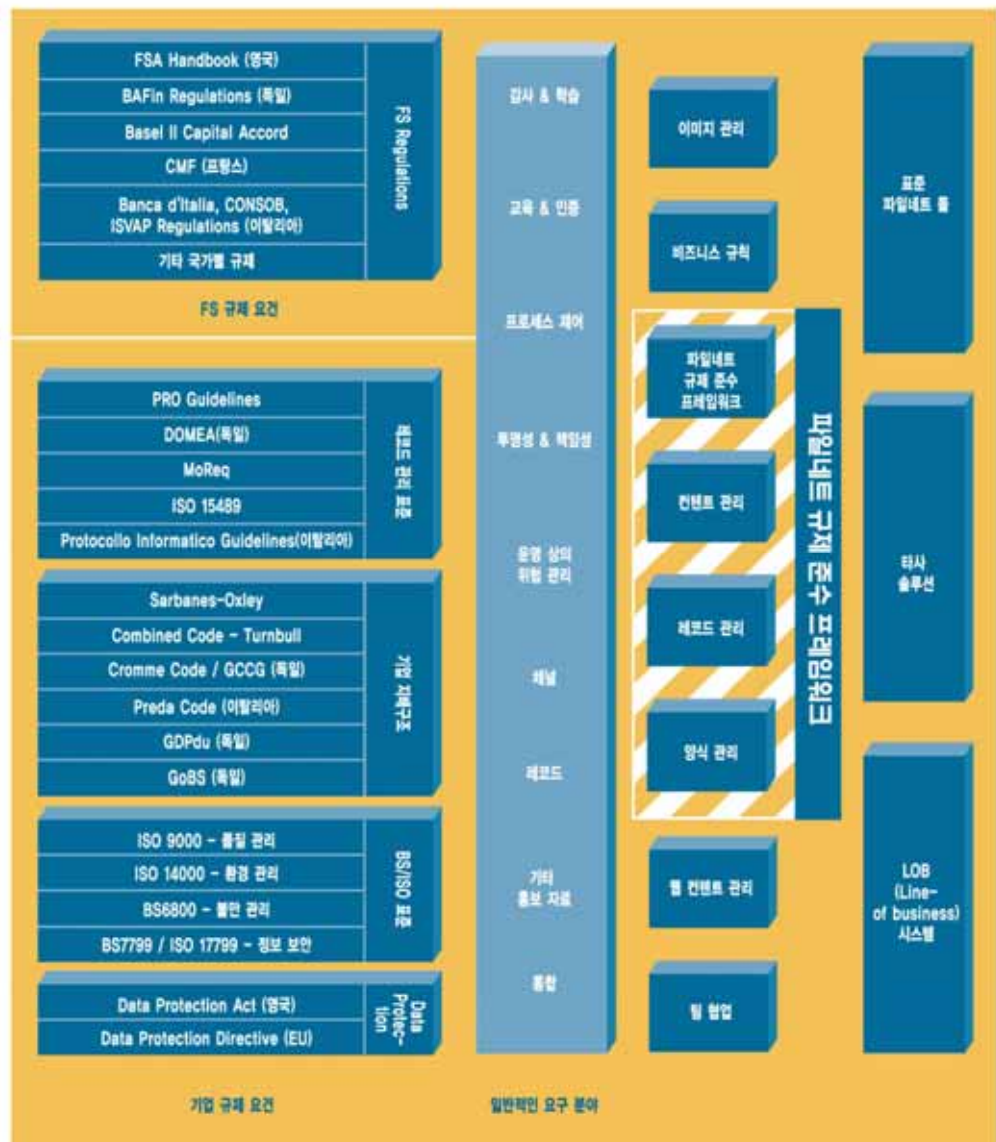 FSA Handbook (영국)
BAFin Regulations (독일)
Basel II Capital Accord
CMF (프랑스)
Banca d'Italia, CONSOB,
ISVAP Regulations (이탈리아)
기타 국가별 규제
FS Regulations
FS 규제 요건
PRO Guidelines
DOMEA(독일)
MoReq
ISO 15489
Protocollo Informatico Guidelines(이탈리아)
레코드 관리 표준
Sarbanes-Oxley
Combined Code - Turnbull
Cromme Code / GCCG (독일)
Preda Code (이탈리아)
GDPdu (독일)
GoBS (독일)
기업 지배구조
ISO 9000 - 품질 관리
ISO 14000 - 환경 관리
BS6800 - 불만 관리
BS7799 / ISO 17799 - 정보 보안
BS/ISO 표준
Data Protection Act (영국)
Data Protection Directive (EU)
Data
Protec-
tion
기업 규제 요건
감사 & 학습
교육 & 인증
프로세스 제어
투명성 & 책임성
운영 상의
위험 관리
채널
레코드
기타
홍보 자료
통합
일반적인 요구 분야
이미지 관리
비즈니스 규칙
파일네트
규제 준수
프레임워크
컨텐트 관리
레코드 관리
양식 관리
웹 컨텐트 관리
팀 협업
파일네트 규제 준수 프레임워크
표준
파일네트 툴
타사
솔루션
LOB
(Line-
of business)
시스템